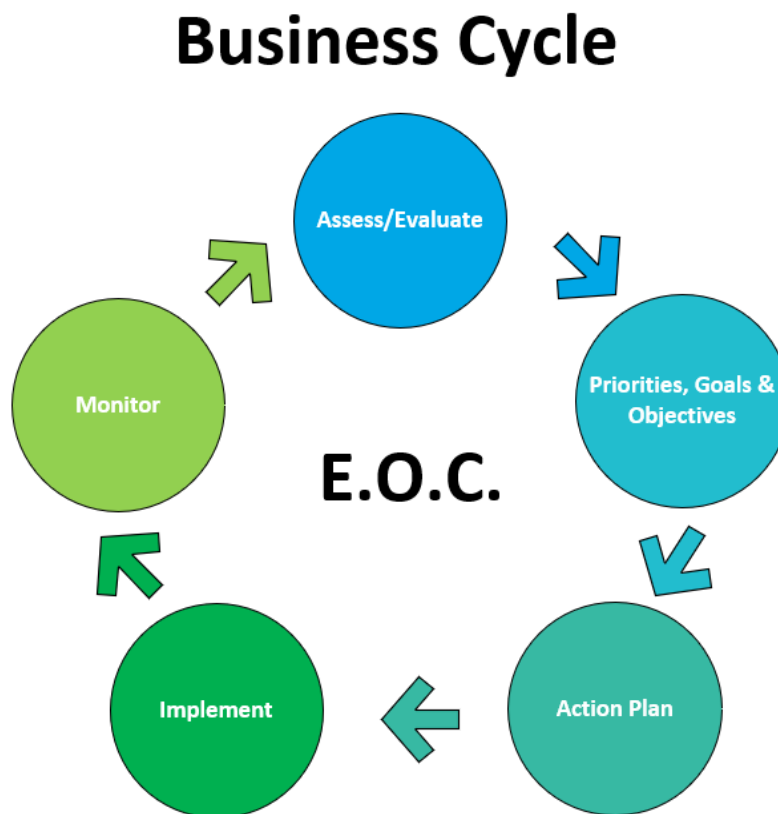 Business Cycle
Assess/Evaluate
Priorities, Goals &
Objectives
Monitor
E.O.C.
Action Plan
Implement